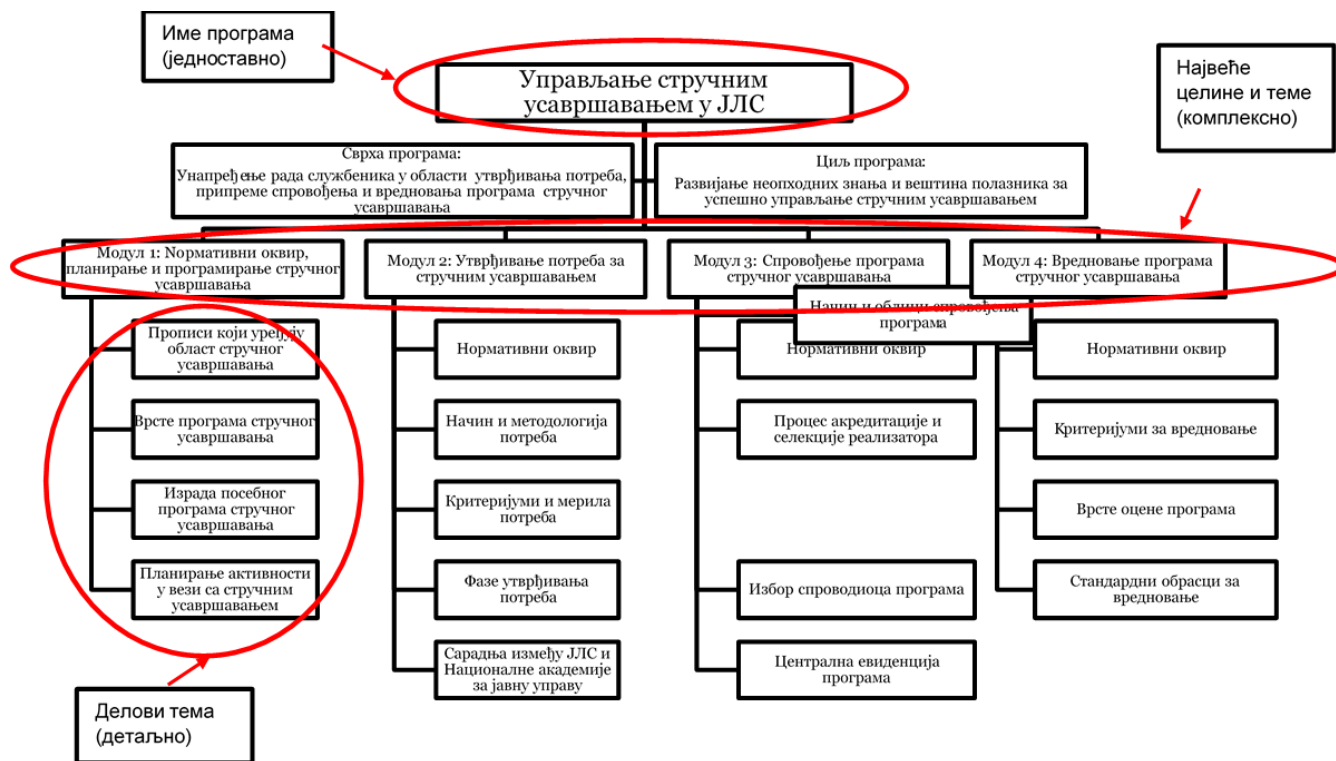 Име програма
(једноставно)
Управљање стручним
усавршавањем у ЈЛС
Највеће
целине и теме
(комплексно)
Сврха програма:
Унапређење рада службеника у области утврђивања потреба,
припреме спровођења и вредновања програма стручног
усавршавања
Циљ програма:
Развијање неопходних знања и вештина полазника за
успешно управљање стручним усавршавањем
Модул 1: Nормативни оквир,
планирање и програмирање стручног
усавршавања
Модул 2: Утврђивање потреба за
стручним усавршавањем
Модул 3: Спровођење програма
стручног усавршавања
Модул 4: Вредновање програма
стручног усавршавања
Прописи који уређују
област стручног
усавршавања
Врсте програма стручног
усавршавања
Израда посебног
програма стручног
усавршавања
Планирање активности
у вези са стручним
усавршавањем
Нормативни оквир
Начин и методологија
потреба
Критеријуми и мерила
потреба
Фазе утврђивања
потреба
Сарадња између ЈЛС и
Националне академије
за јавну управу
Начин и облици спровођења
програма
Нормативни оквир
Процес акредитације и
селекције реализатора
Избор спроводиоца програма
Централна евиденција
програма
Нормативни оквир
Критеријуми за вредновање
Врсте оцене програма
Стандардни обрасци за
вредновање
Делови тема
(детаљно)